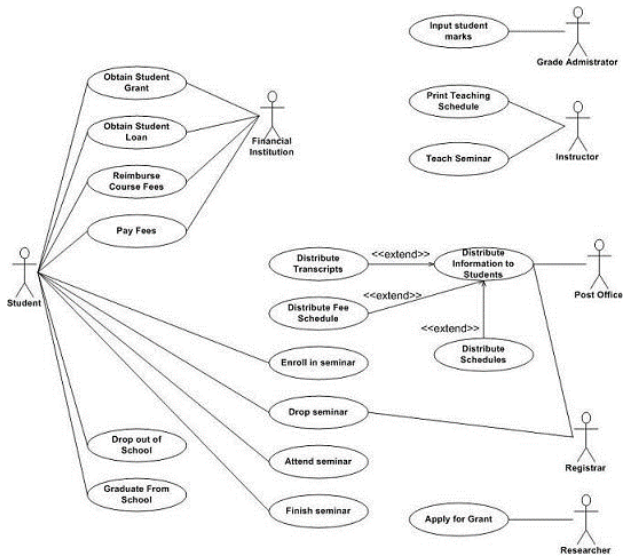 Input student
marks
Grade Admistrator
Obtain Student
Grant
Print Teaching
Schedule
Obtain Student
Loan
Financial
Institution
Teach Seminar
Instructor
Reimburse
Course Fees
Pay Fees
Student
Distribute
Transcripts
<<extend>>
Distribute
Information to
Students
Post Office
Distribute Fee
Schedule
<<extend>>
<<extend>>
Distribute
Schedules
Enroll in seminar
Drop seminar
Registrar
Drop out of
School
Attend seminar
Graduate From
School
Finish seminar
Apply for Grant
Researcher